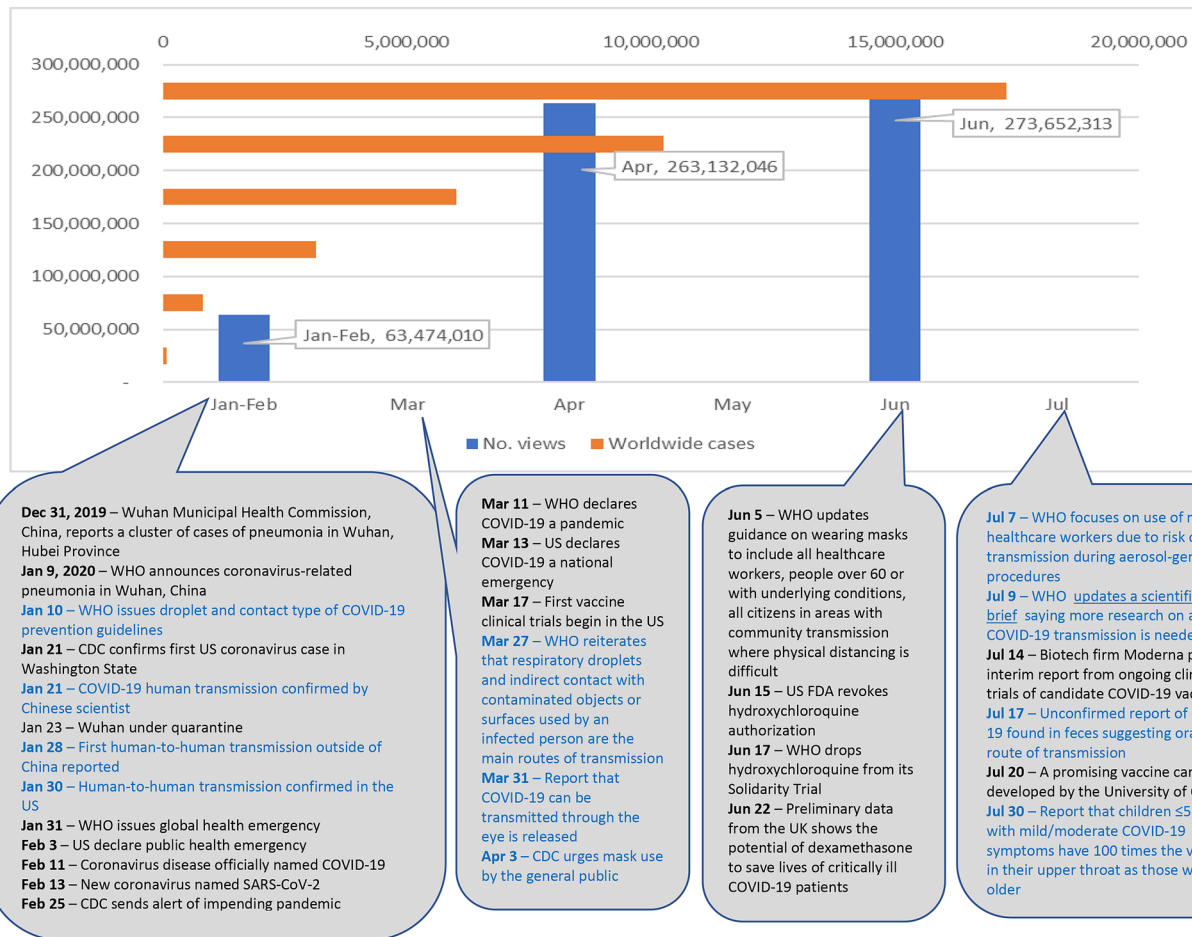 0 5,000,000 10,000,000 15,000,000 20,000,000
300,000,000
250,000,000
200,000,000
150,000,000
100,000,000
50,000,000
-
Jun, 273,652,313
Apr, 263,132,046
Jan-Feb, 63,474,010
Jan-Feb Mar Apr May Jun Jul
No. views Worldwide cases
Dec 31, 2019 – Wuhan Municipal Health Commission,
China, reports a cluster of cases of pneumonia in Wuhan,
Hubei Province
Jan 9, 2020 – WHO announces coronavirus-related
pneumonia in Wuhan, China
Jan 10 – WHO issues droplet and contact type of COVID-19
prevention guidelines
Jan 21 – CDC confirms first US coronavirus case in
Washington State
Jan 21 – COVID-19 human transmission confirmed by
Chinese scientist
Jan 23 – Wuhan under quarantine
Jan 28 – First human-to-human transmission outside of
China reported
Jan 30 – Human-to-human transmission confirmed in the
US
Jan 31 – WHO issues global health emergency
Feb 3 – US declare public health emergency
Feb 11 – Coronavirus disease officially named COVID-19
Feb 13 – New coronavirus named SARS-CoV-2
Feb 25 – CDC sends alert of impending pandemic
Mar 11 – WHO declares
COVID-19 a pandemic
Mar 13 – US declares
COVID-19 a national
emergency
Mar 17 – First vaccine
clinical trials begin in the US
Mar 27 – WHO reiterates
that respiratory droplets
and indirect contact with
contaminated objects or
surfaces used by an
infected person are the
main routes of transmission
Mar 31 – Report that
COVID-19 can be
transmitted through the
eye is released
Apr 3 – CDC urges mask use
by the general public
Jun 5 – WHO updates
guidance on wearing masks
to include all healthcare
workers, people over 60 or
with underlying conditions,
all citizens in areas with
community transmission
where physical distancing is
difficult
Jun 15 – US FDA revokes
hydroxychloroquine
authorization
Jun 17 – WHO drops
hydroxychloroquine from its
Solidarity Trial
Jun 22 – Preliminary data
from the UK shows the
potential of dexamethasone
to save lives of critically ill
COVID-19 patients
Jul 7 – WHO focuses on use of
healthcare workers due to risk
transmission during
procedures
Jul 9 – WHO updates a
brief saying more research on
COVID-19 transmission is
Jul 14 – Biotech firm Moderna
interim report from ongoing
trials of candidate COVID-19
Jul 17 – Unconfirmed report of
19 found in feces suggesting
route of transmission
Jul 20 – A promising vaccine
developed by the University of
Jul 30 – Report that children ≤5
with mild/moderate COVID-19
symptoms have 100 times the
in their upper throat as those
older